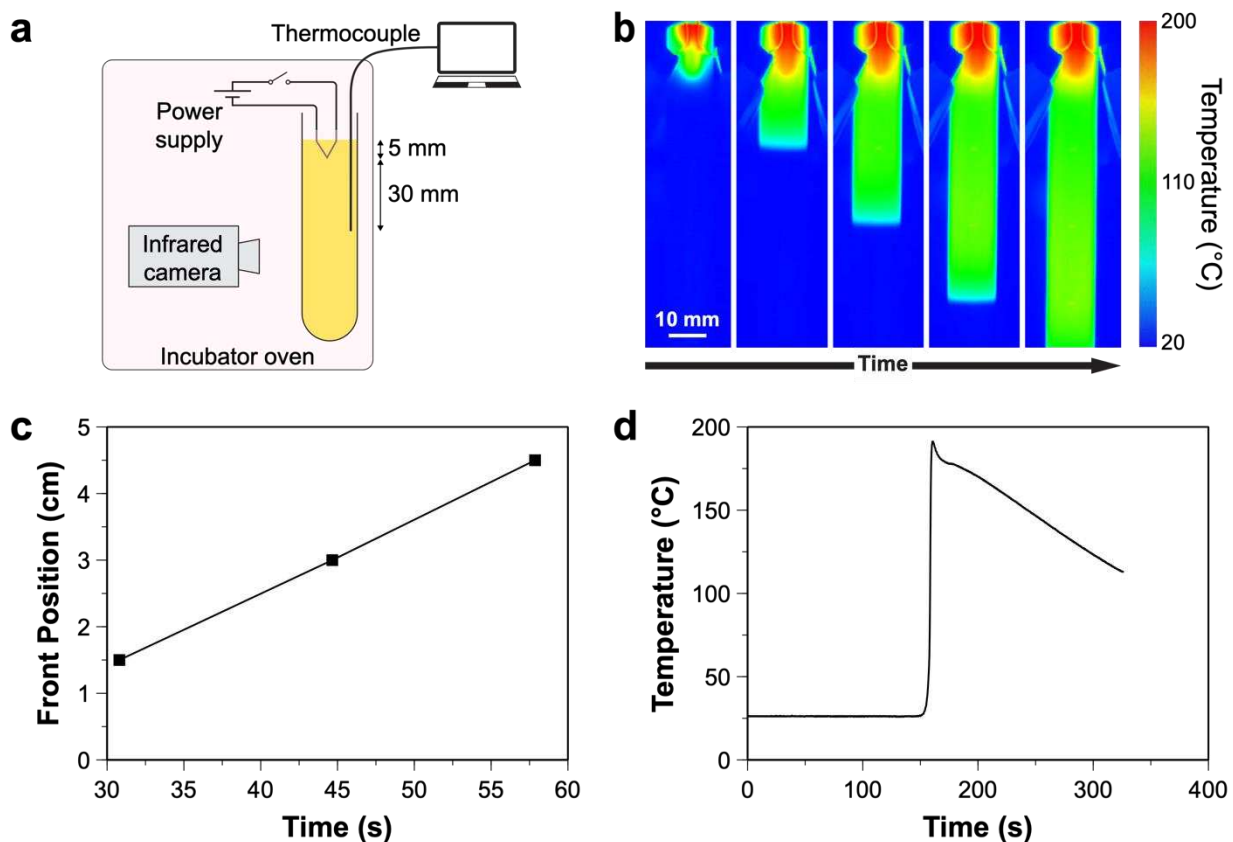 a
Thermocouple
Power
supply
5 mm
30 mm
Infrared
camera
Incubator oven
b
10 mm
Time
200
110
20
Temperature (°C)
c
5
4
3
2
1
0
30
35
40
45
50
55
60
Front Position (cm)
Time (s)
d
200
150
100
50
0
0
100
200
300
400
Temperature (°C)
Time (s)